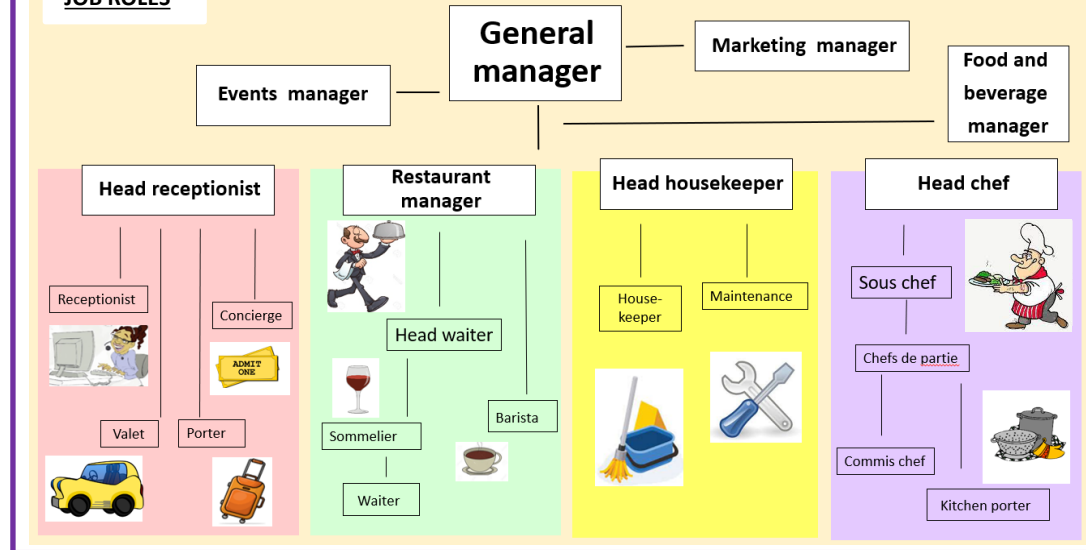 JOB ROLES
General
manager
Marketing manager
Food and
beverage
manager
Events manager
Head receptionist
Restaurant
manager
Head housekeeper
Head chef
Receptionist
Concierge
ADMIT
ONE
Valet
Porter
Head waiter
Sommelier
Barista
Waiter
House-
keeper
Maintenance
Sous chef
Chefs de partie
Commis chef
Kitchen porter